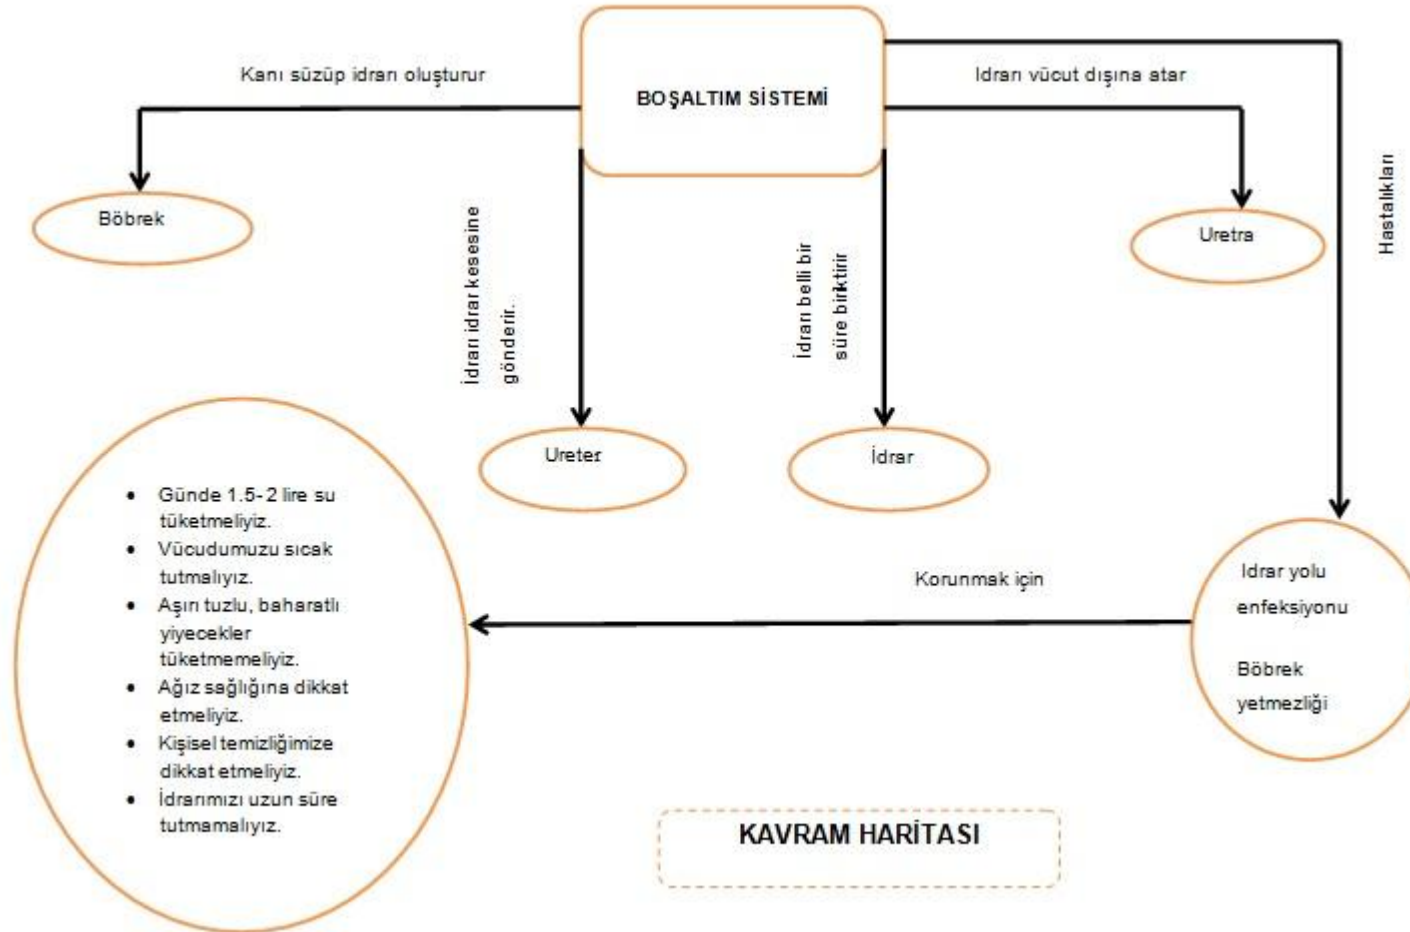 Kanı süzüp idrarı oluşturur
BOŞALTIM SİSTEMİ
Idrarı vücut dışına atar
Hastalıkları
Böbrek
Uretra
İdrarı idrar kesesine
gönderir.
İdrarı belli bir
süre biriktirir
Ureter
İdrar
• Günde 1.5- 2 lire su
tüketmeliyiz.
• Vücudumuzu sıcak
tutmalıyız.
• Aşırı tuzlu, baharatlı
yiyecekler
tüketmemeliyiz.
• Ağız sağlığına dikkat
etmeliyiz.
• Kişisel temizliğimize
dikkat etmeliyiz.
• İdrarımızı uzun süre
tutmamalıyız.
Korunmak için
Idrar yolu
enfeksiyonu
Böbrek
yetmezliği
KAVRAM HARİTASI